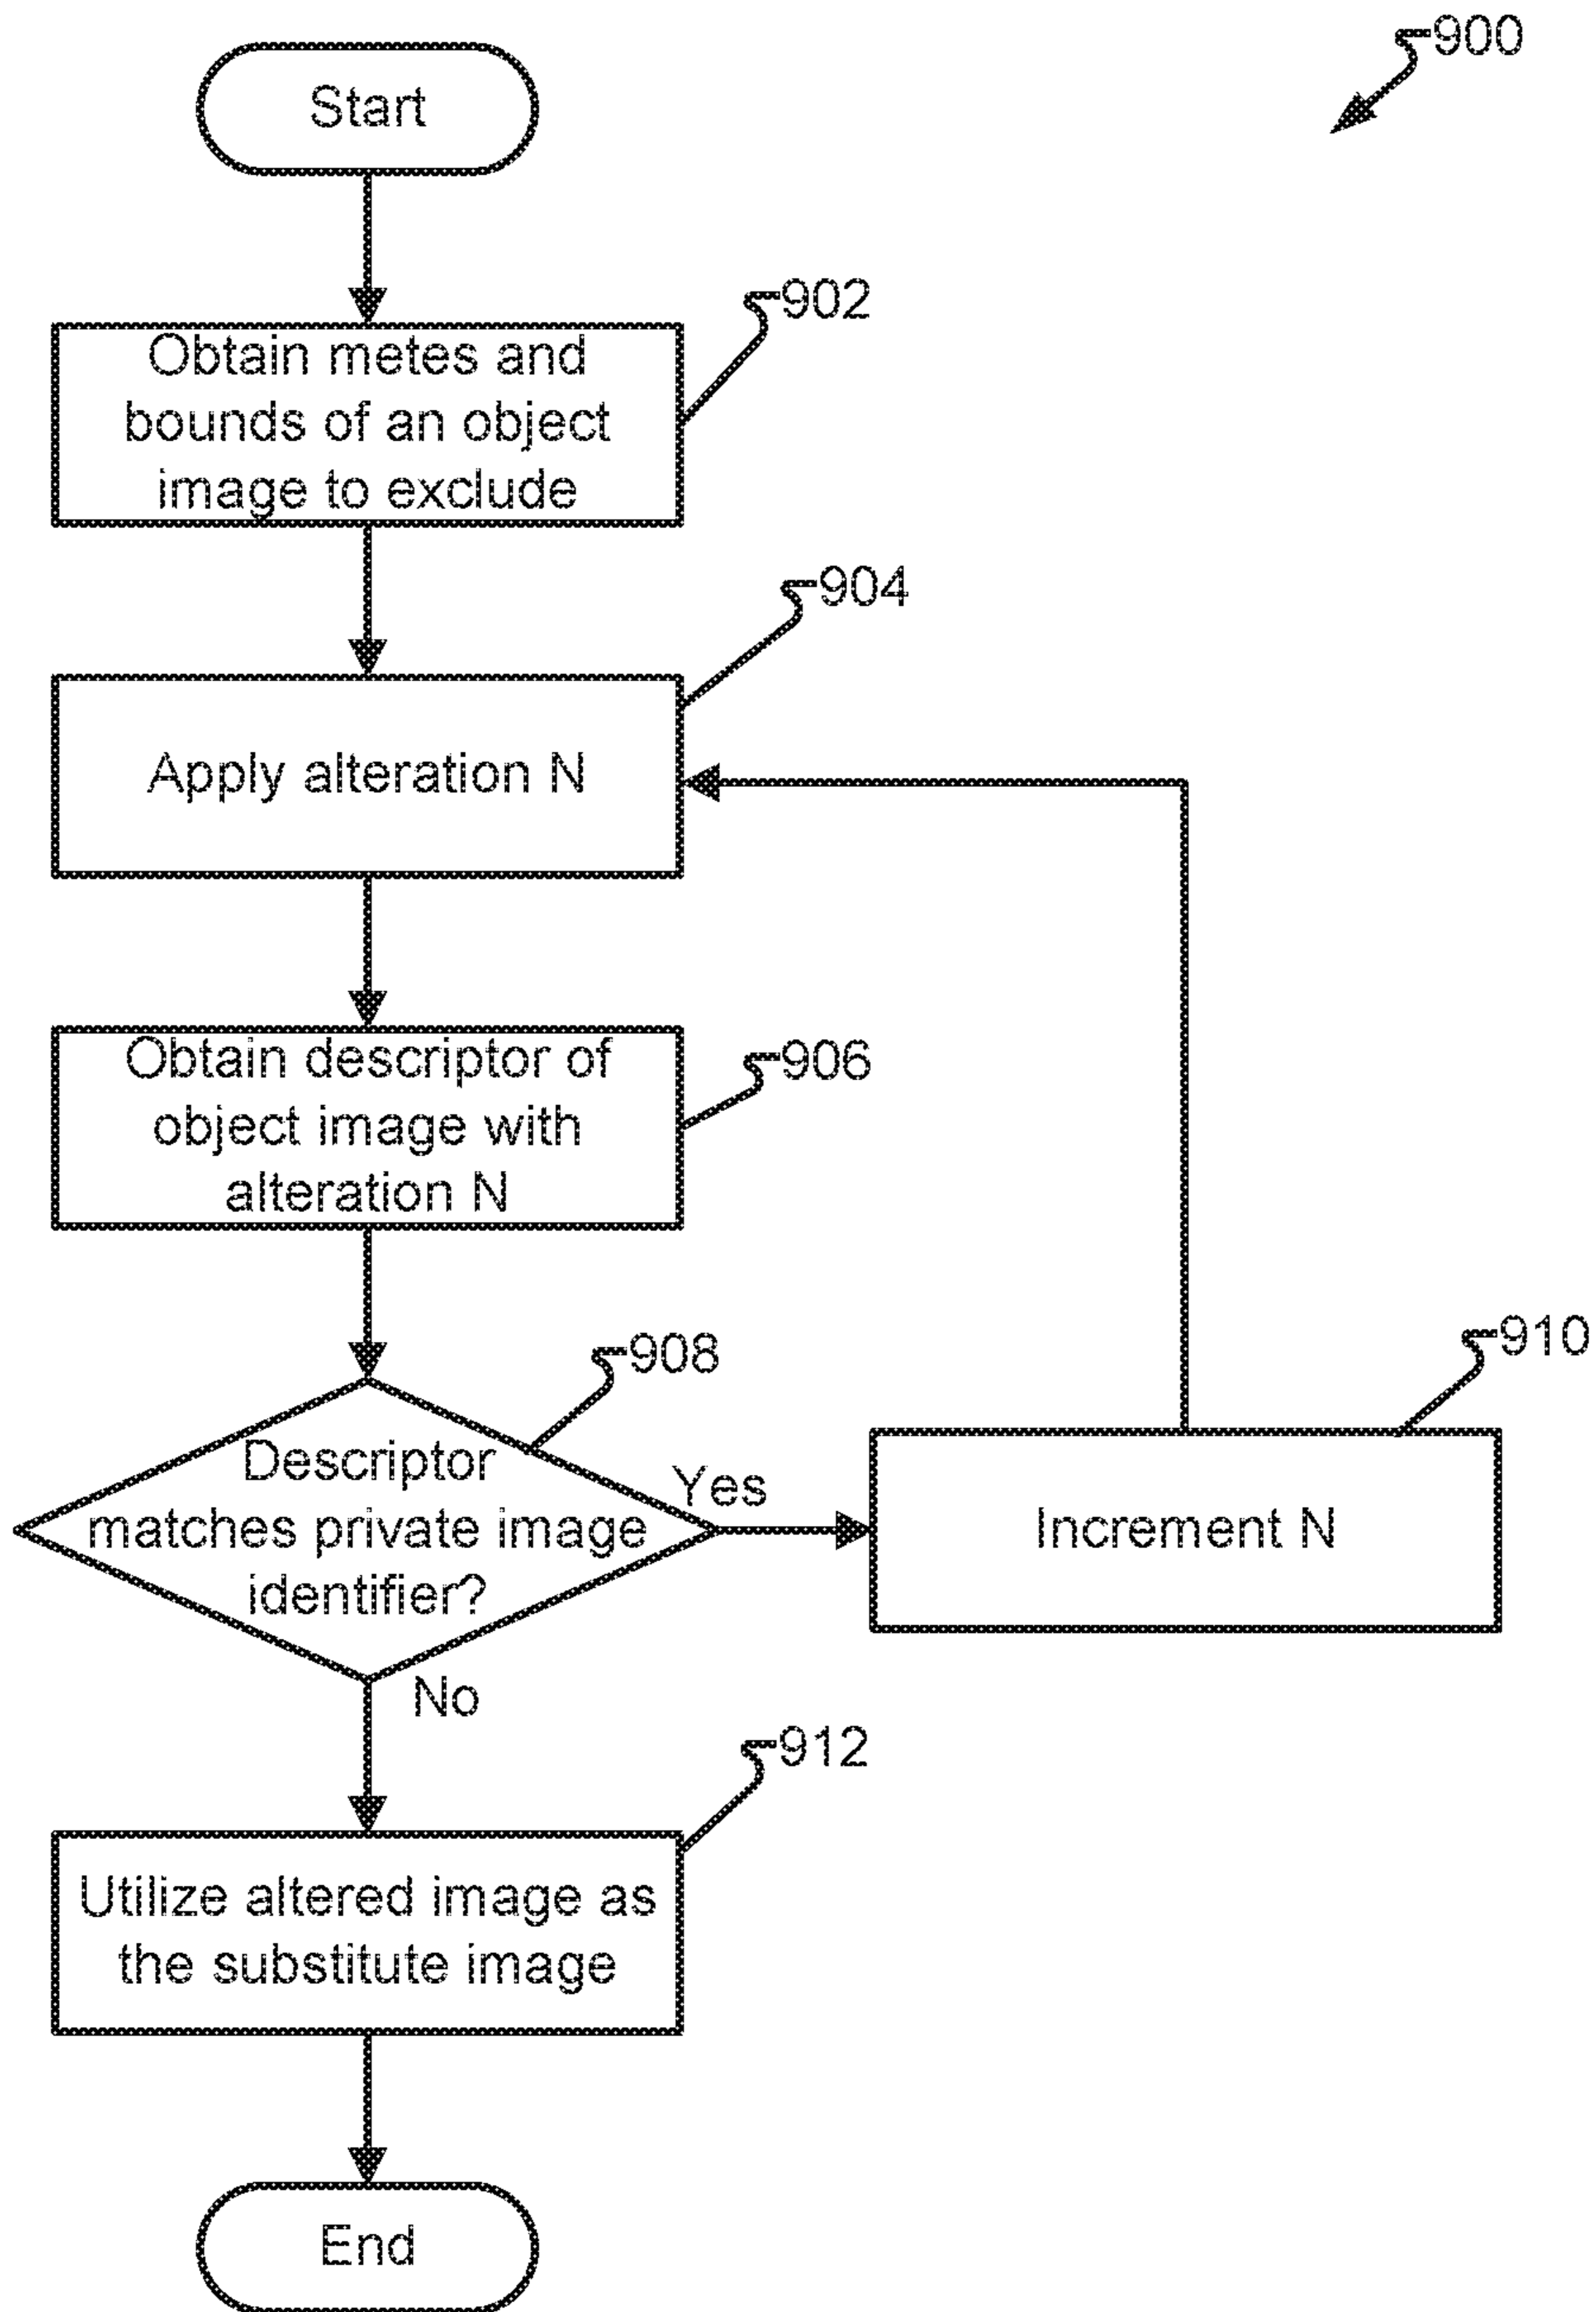 900
Start
902
Obtain metes and
bounds of an object
image to exclude
904
Apply alteration N
906
Obtain descriptor of
object image with
alteration N
908
Descriptor
matches private image
identifier?
Yes
910
Increment N
No
912
Utilize altered image as
the substitute image
End